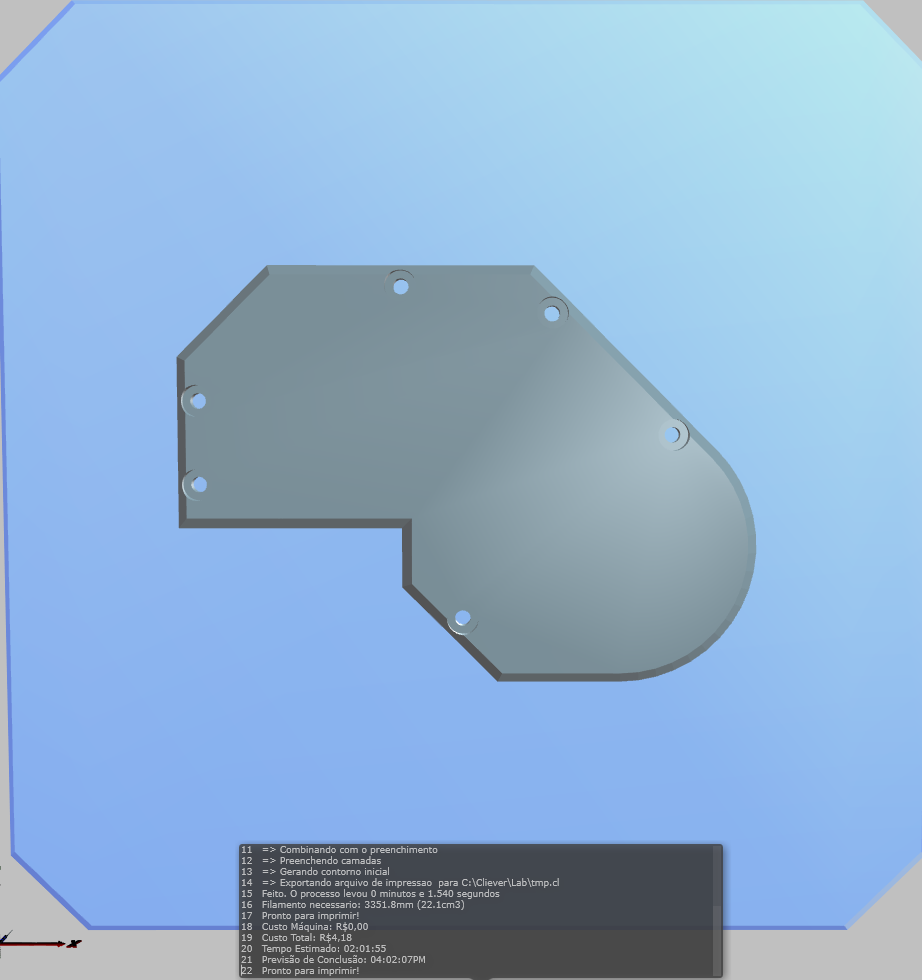 11 => Combinando com o preenchimento
12 => Preenchendo camadas
13 => Gerando contorno inicial
14 => Exportando arquivo de impressao para C:\Cliever\Lab\tmp.cl
15 Feito. O processo levou 0 minutos e 1.540 segundos
16 Filamento necessario: 3351.8mm (22.1cm3)
17 Pronto para imprimir!
18 Custo Máquina: R$0,00
19 Custo Total: R$4,18
20 Tempo Estimado: 02:01:55
21 Previsão de Conclusão: 04:02:07PM
22 Pronto para imprimir!
x